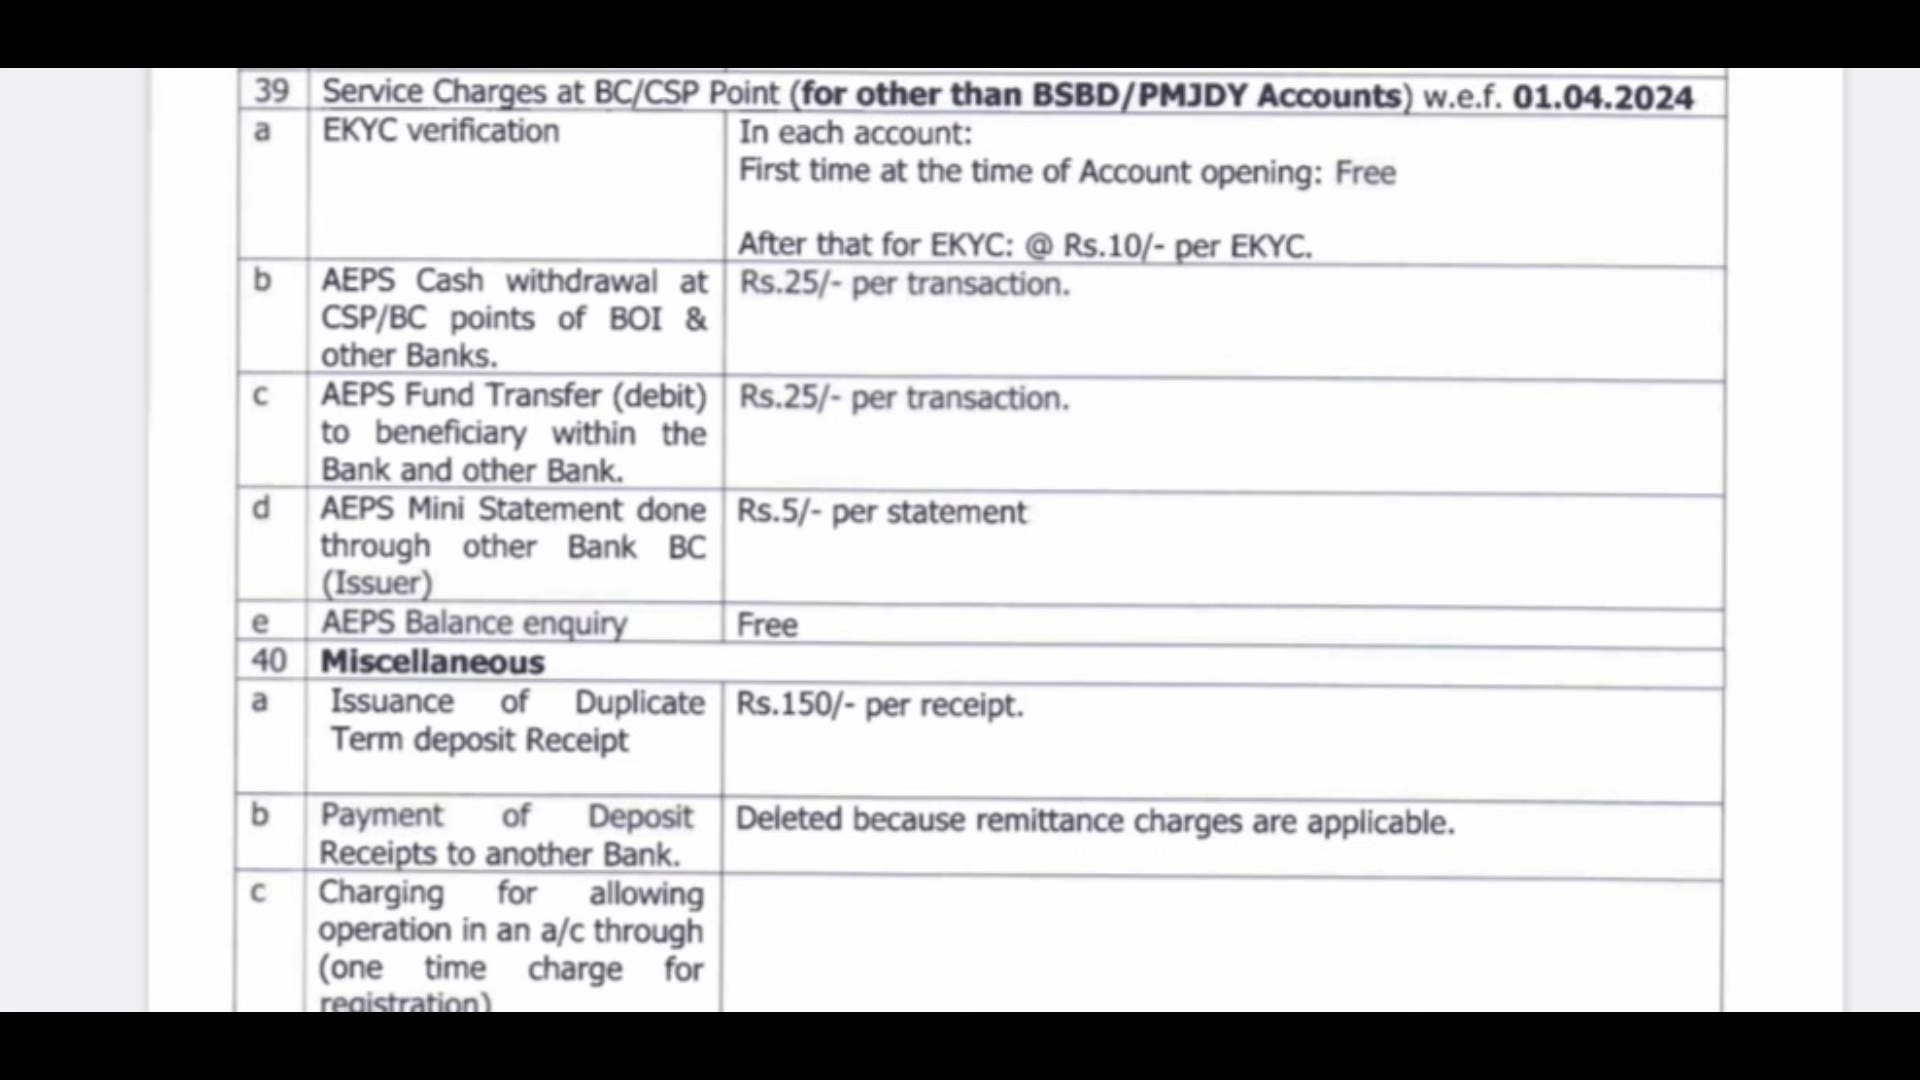 39 Service Charges at BC/CSP Point (for other than BSBD/PMJDY Accounts) w.e.f. 01.04.2024
a EKYC verification In each account:
First time at the time of Account opening: Free
After that for EKYC: @ Rs.10/- per EKYC.
b AEPS Cash withdrawal at Rs.25/- per transaction.
CSP/BC points of BOI &
other Banks.
c AEPS Fund Transfer (debit) Rs.25/- per transaction.
to beneficiary within the
Bank and other Bank.
d AEPS Mini Statement done Rs.5/- per statement
through other Bank BC
(Issuer)
e AEPS Balance enquiry Free
40 Miscellaneous
a Issuance of Duplicate Rs.150/- per receipt.
Term deposit Receipt
b Payment of Deposit Deleted because remittance charges are applicable.
Receipts to another Bank.
c Charging for allowing
operation in an a/c through
(one time charge for
registration)